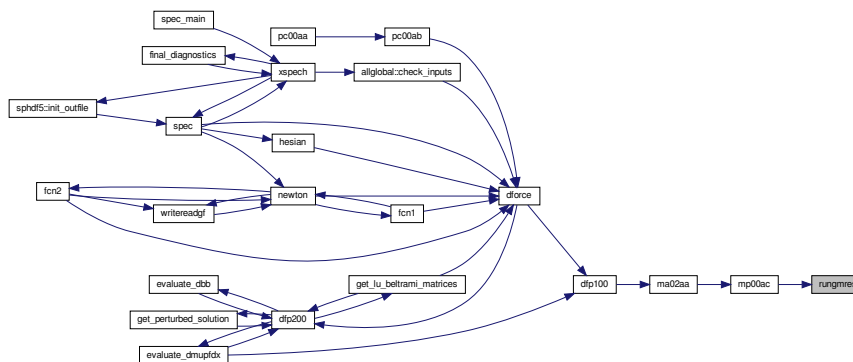 spec_main
pc00aa
pc00ab
final_diagnostics
xspech
allglobal::check_inputs
sphdf5::init_outfile
spec
hesian
fcn2
newton
dforce
writereadgf
fcn1
evaluate_dbb
get_lu_beltrami_matrices
dfp100
ma02aa
mp00ac
rungmres
get_perturbed_solution
dfp200
evaluate_dmupfdx